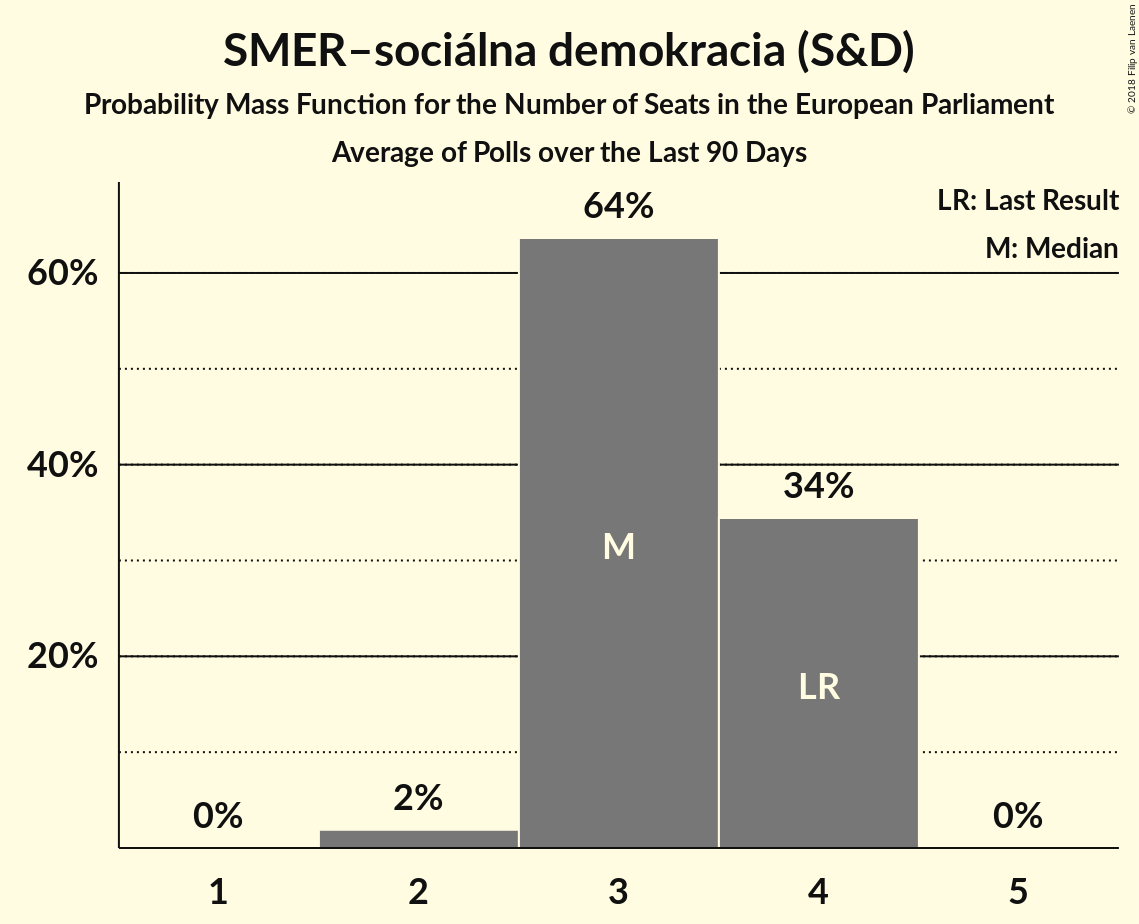 SMER–sociálna demokracia (S&D)
Probability Mass Function for the Number of Seats in the European Parliament
Average of Polls over the Last 90 Days
© 2018 Filip van Laenen
LR: Last Result
M: Median
64%
60%
40%
34%
M
20%
LR
2%
0%
0%
1 2 3 4 5